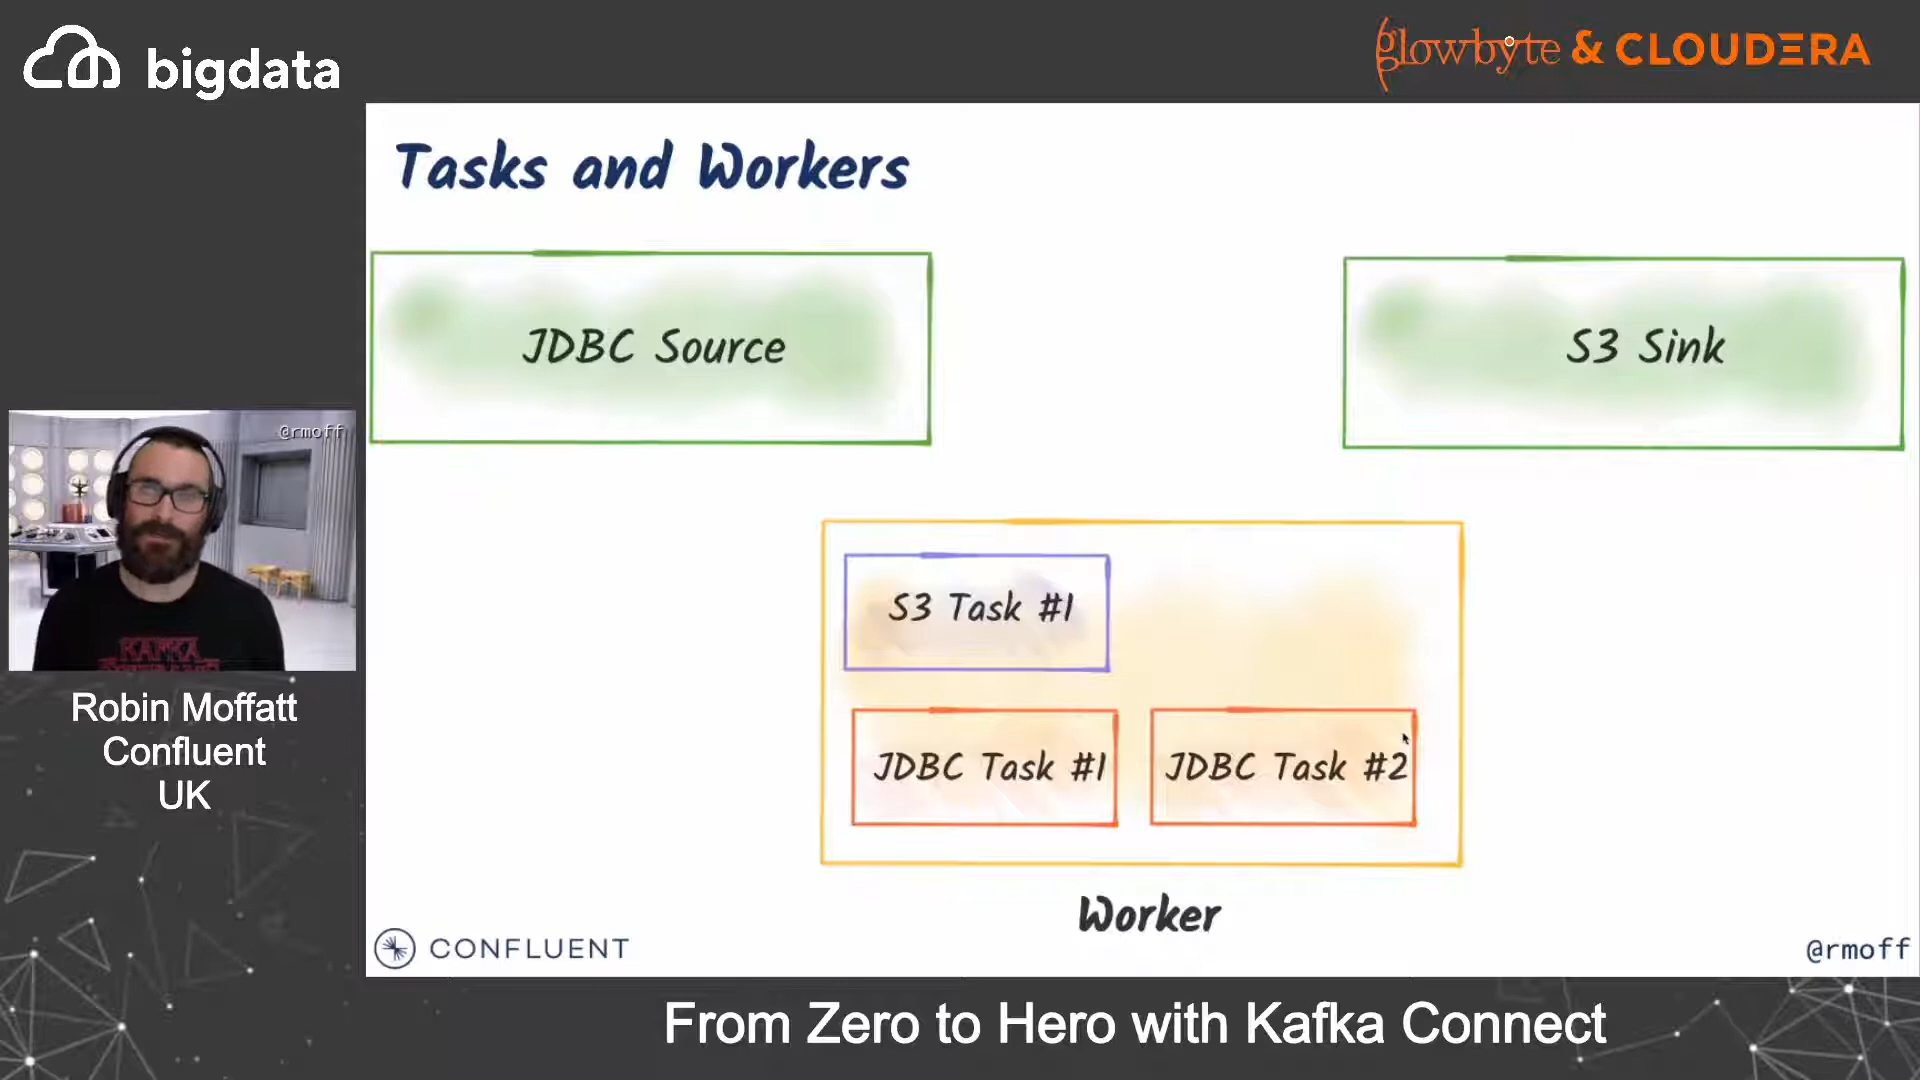 bigdata
glowbyte & CLOUDERA
Tasks and Workers
JDBC Source
S3 Sink
@rmoff
KAFKA
S3 Task #1
JDBC Task #1
JDBC Task #2
Worker
Robin Moffatt
Confluent
UK
CONFLUENT
@rmoff
From Zero to Hero with Kafka Connect